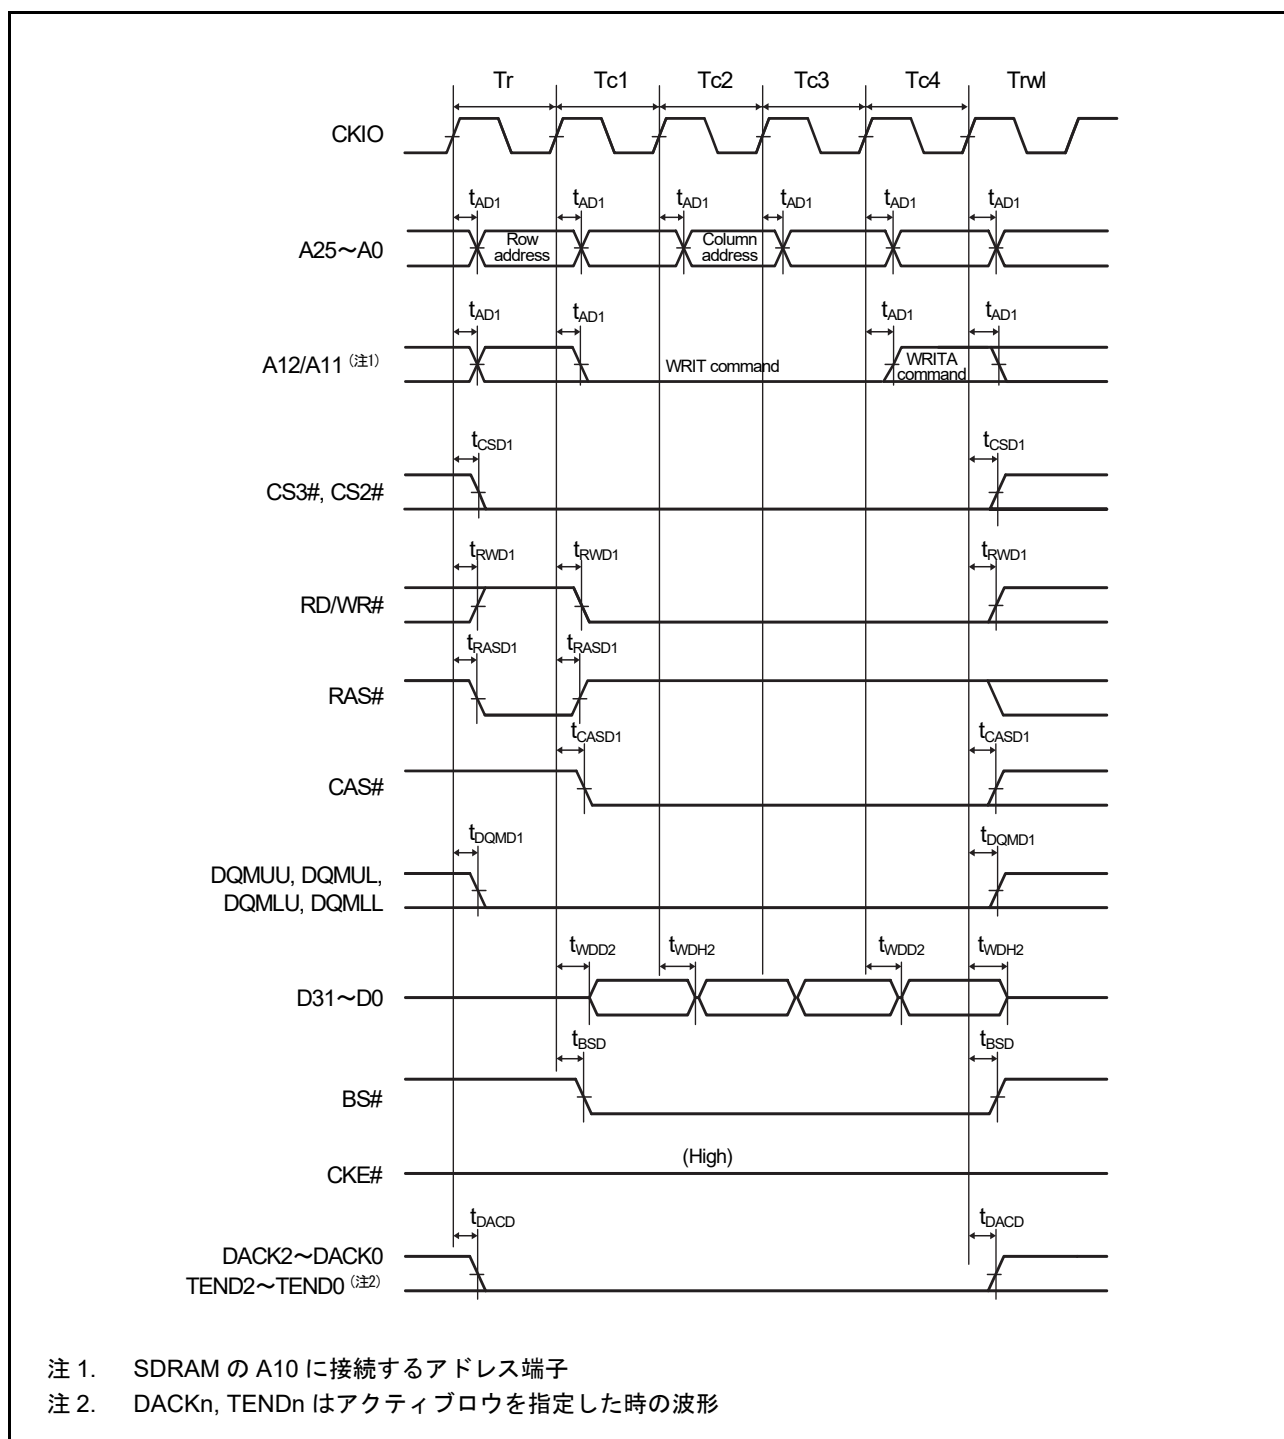 Tr Tc1 Tc2 Tc3 Tc4 Trwl
CKIO
tAD1 tAD1 tAD1 tAD1 tAD1 tAD1
A25～A0
Row
address
Column
address
tAD1 tAD1 tAD1 tAD1
A12/A11 (注1)
WRIT command
WRITA
command
tCSD1 tCSD1
CS3#, CS2#
tRWD1 tRWD1 tRWD1
RD/WR#
tRASD1 tRASD1
RAS#
tCASD1 tCASD1
CAS#
tDQMD1 tDQMD1
DQMUU, DQMUL,
DQMLU, DQMLL
tWDD2 tWDH2 tWDD2 tWDH2
D31～D0
tBSD tBSD
BS#
(High)
CKE#
tDACD tDACD
DACK2～DACK0
TEND2～TEND0 (注2)
注 1. SDRAM の A10 に接続するアドレス端子
注 2. DACKn, TENDn はアクティブロウを指定した時の波形